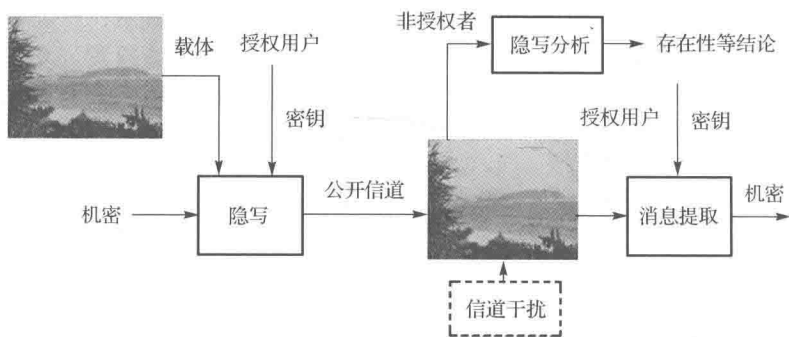 载体
授权用户
密钥
机密
隐写
公开信道
非授权者
隐写分析
存在性等结论
授权用户
密钥
消息提取
机密
信道干扰